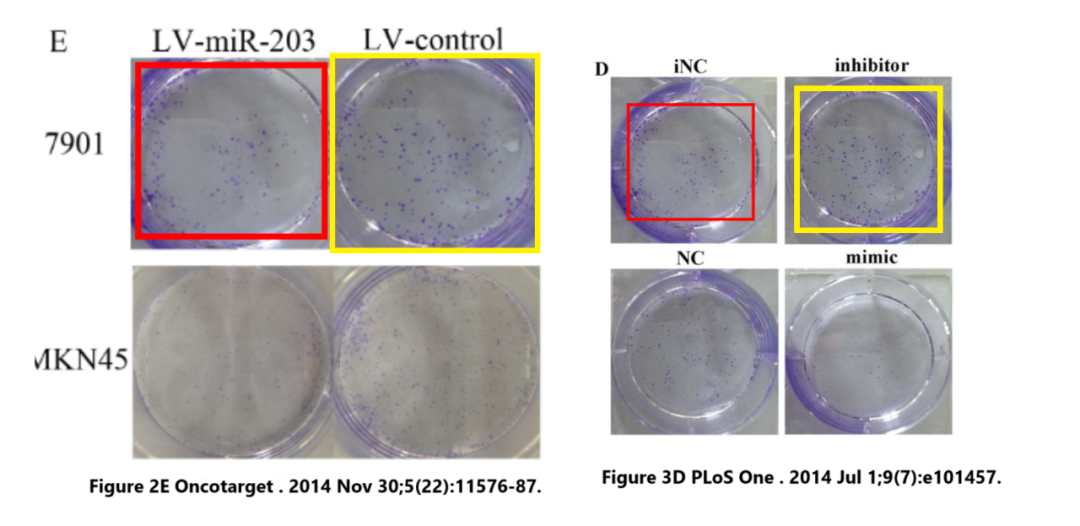 E
LV-miR-203 LV-control
7901
MKN45
Figure 2E Oncotarget . 2014 Nov 30;5(22):11576-87.
D
iNC inhibitor
NC mimic
Figure 3D PLoS One . 2014 Jul 1;9(7):e101457.